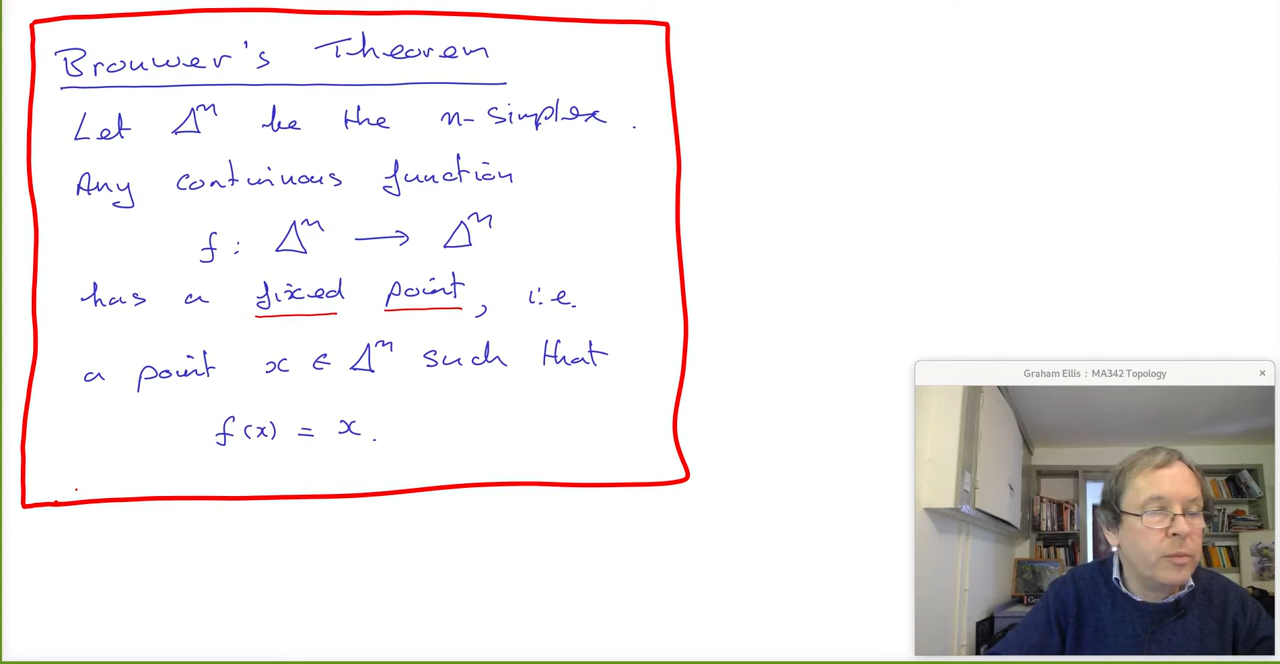 Brouwer's Theorem
Let Δⁿ be the n-simplex.
Any continuous function
f : Δⁿ → Δⁿ
has a fixed point, i.e.
a point x ∈ Δⁿ such that
f(x) = x.
Graham Ellis : MA342 Topology ×